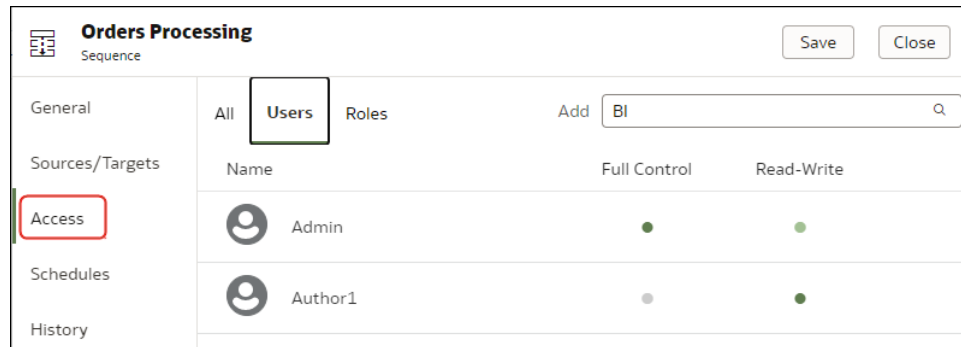 Orders Processing
Sequence
Save
Close
General
Sources/Targets
Access
Schedules
History
All Users Roles
Add BI
Name Full Control Read-Write
Admin
Author1